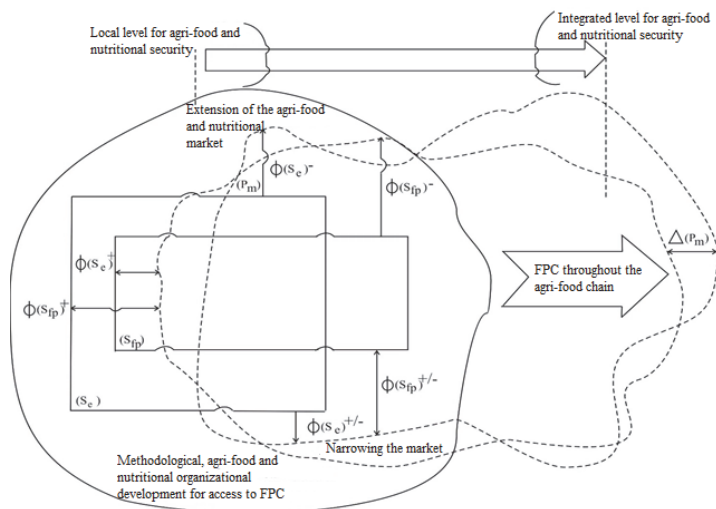 Local level for agri-food and
nutritional security
Integrated level for agri-food
and nutritional security
Extension of the agri-food
and nutritional
market
(Pm)
Φ(Se)-
Φ(Sfp)-
Δ(Pm)
Φ(Se)+
FPC throughout the
agri-food chain
Φ(Sfp)+
(Sfp)
Φ(Sfp)+/-
(Se)
Φ(Se)+/-
Narrowing the market
Methodological, agri-food and
nutritional organizational
development for access to FPC